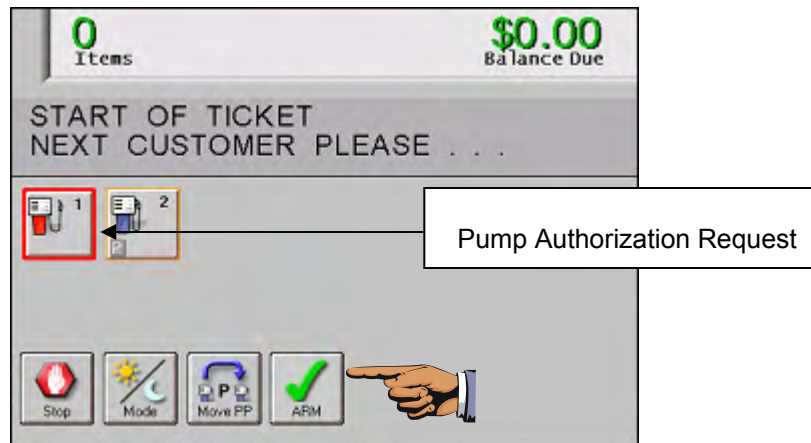 0
Items
$0.00
Balance Due
START OF TICKET
NEXT CUSTOMER PLEASE . . .
1
2
P
Pump Authorization Request
Stop
Mode
P
Move PP
ARM